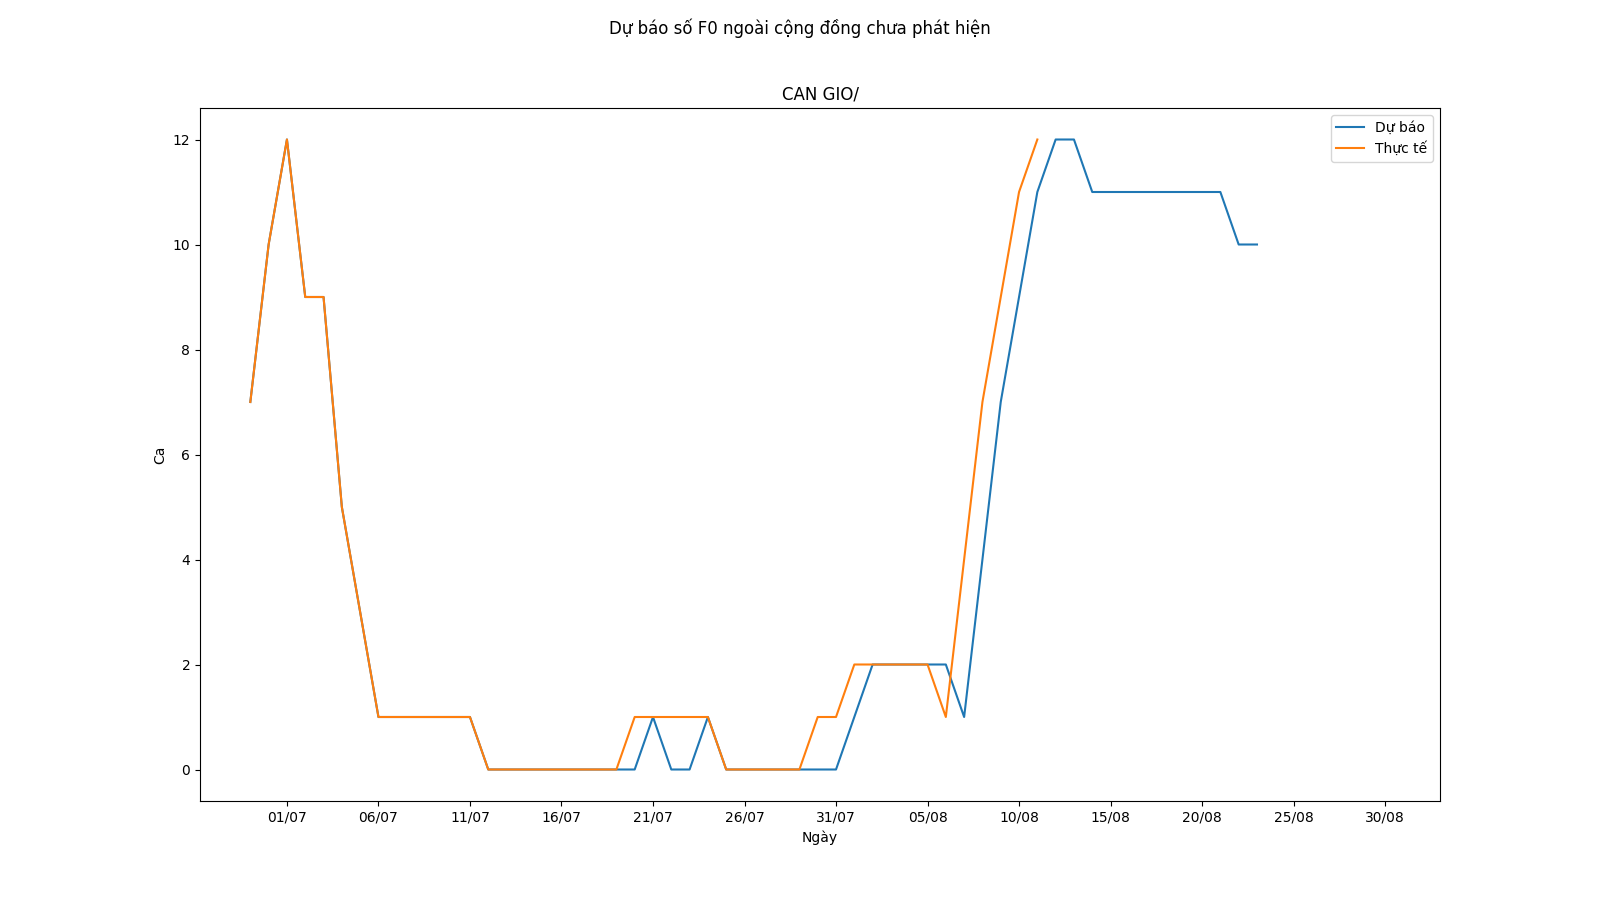 Dự báo số F0 ngoài cộng đồng chưa phát hiện
CAN GIO/
Dự báo
Thực tế
12
10
8
6
4
2
0
Ca
01/07 06/07 11/07 16/07 21/07 26/07 31/07 05/08 10/08 15/08 20/08 25/08 30/08
Ngày